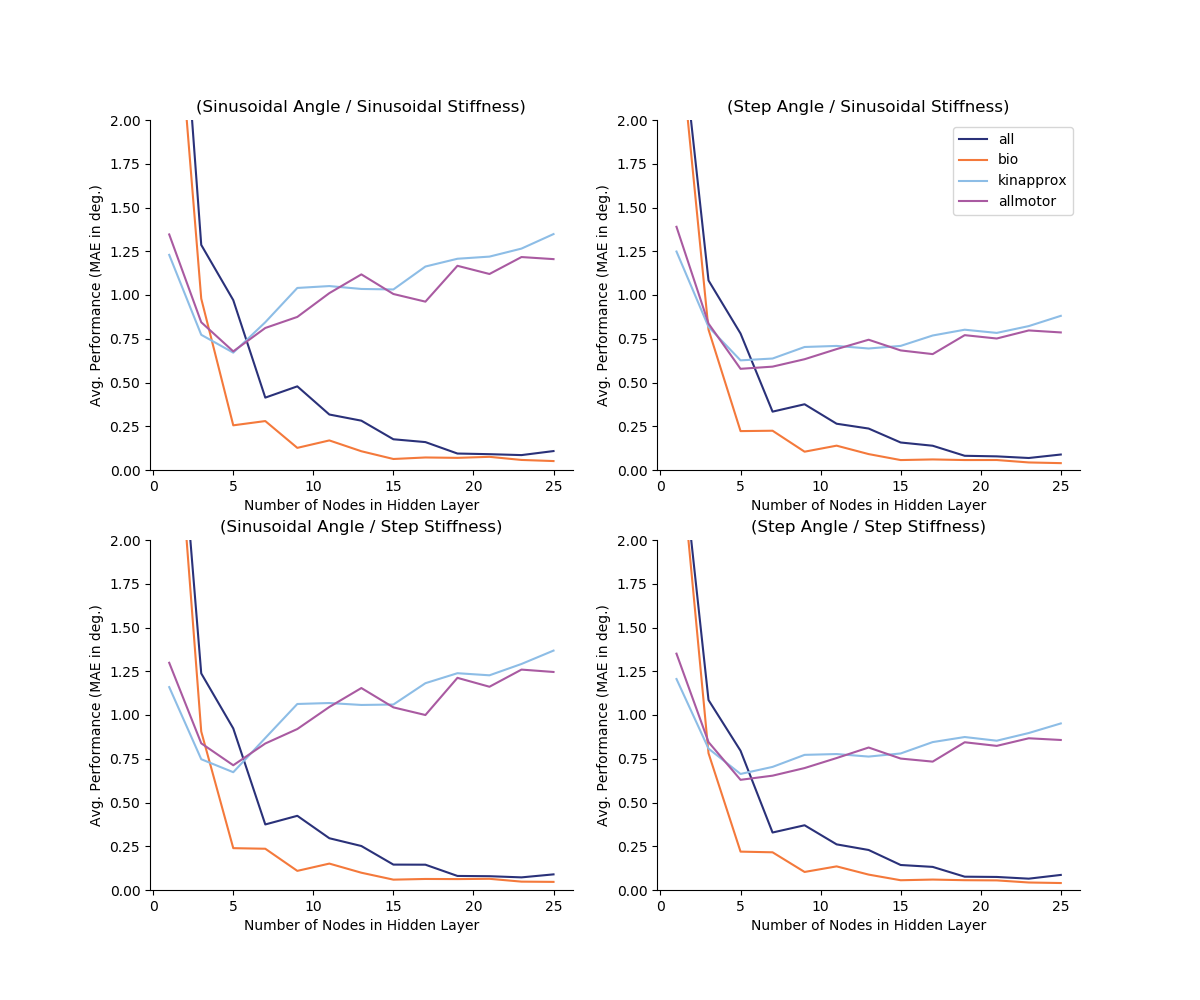 (Sinusoidal Angle / Sinusoidal Stiffness)
2.00
1.75
1.50
1.25
1.00
0.75
0.50
0.25
0.00
Avg. Performance (MAE in deg.)
0 5 10 15 20 25
Number of Nodes in Hidden Layer
(Step Angle / Sinusoidal Stiffness)
2.00
1.75
1.50
1.25
1.00
0.75
0.50
0.25
0.00
Avg. Performance (MAE in deg.)
all
bio
kinapprox
allmotor
0 5 10 15 20 25
Number of Nodes in Hidden Layer
(Sinusoidal Angle / Step Stiffness)
2.00
1.75
1.50
1.25
1.00
0.75
0.50
0.25
0.00
Avg. Performance (MAE in deg.)
0 5 10 15 20 25
Number of Nodes in Hidden Layer
(Step Angle / Step Stiffness)
2.00
1.75
1.50
1.25
1.00
0.75
0.50
0.25
0.00
Avg. Performance (MAE in deg.)
0 5 10 15 20 25
Number of Nodes in Hidden Layer